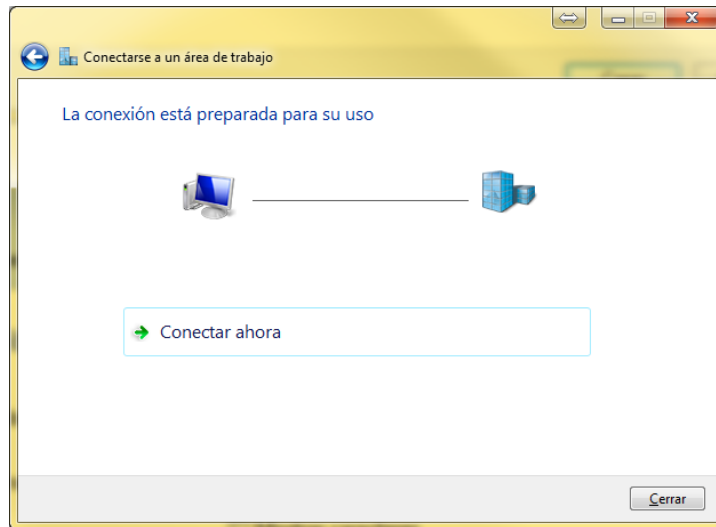 Conectarse a un área de trabajo
La conexión está preparada para su uso
Conectar ahora
Cerrar